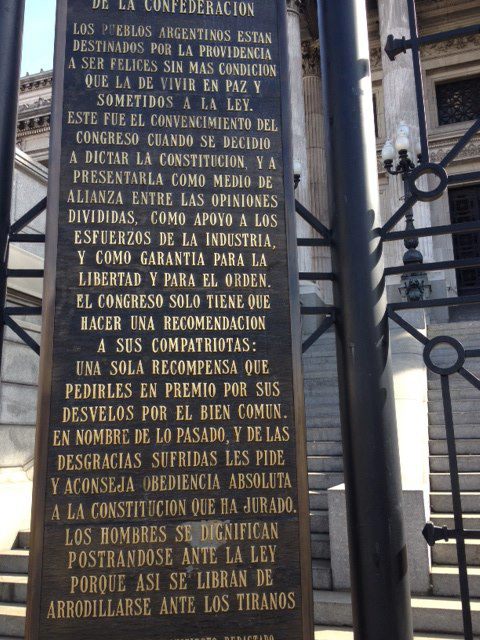 DE LA CONFEDERACION
LOS PUEBLOS ARGENTINOS ESTAN
DESTINADOS POR LA PROVIDENCIA
A SER FELICES SIN MAS CONDICION
QUE LA DE VIVIR EN PAZ Y
SOMETIDOS A LA LEY.
ESTE FUE EL CONVENCIMIENTO DEL
CONGRESO CUANDO SE DECIDIO
A DICTAR LA CONSTITUCION, Y A
PRESENTARLA COMO MEDIO DE
ALIANZA ENTRE LAS OPINIONES
DIVIDIDAS, COMO APOYO A LOS
ESFUERZOS DE LA INDUSTRIA,
Y COMO GARANTIA PARA LA
LIBERTAD Y PARA EL ORDEN.
EL CONGRESO SOLO TIENE QUE
HACER UNA RECOMENDACION
A SUS COMPATRIOTAS:
UNA SOLA RECOMPENSA QUE
PEDIRLES EN PREMIO POR SUS
DESVELOS POR EL BIEN COMUN.
EN NOMBRE DE LO PASADO, Y DE LAS
DESGRACIAS SUFRIDAS LES PIDE
Y ACONSEJA OBEDIENCIA ABSOLUTA
A LA CONSTITUCION QUE HA JURADO.
LOS HOMBRES SE DIGNIFICAN
POSTRANDOSE ANTE LA LEY
PORQUE ASI SE LIBRAN DE
ARRODILLARSE ANTE LOS TIRANOS